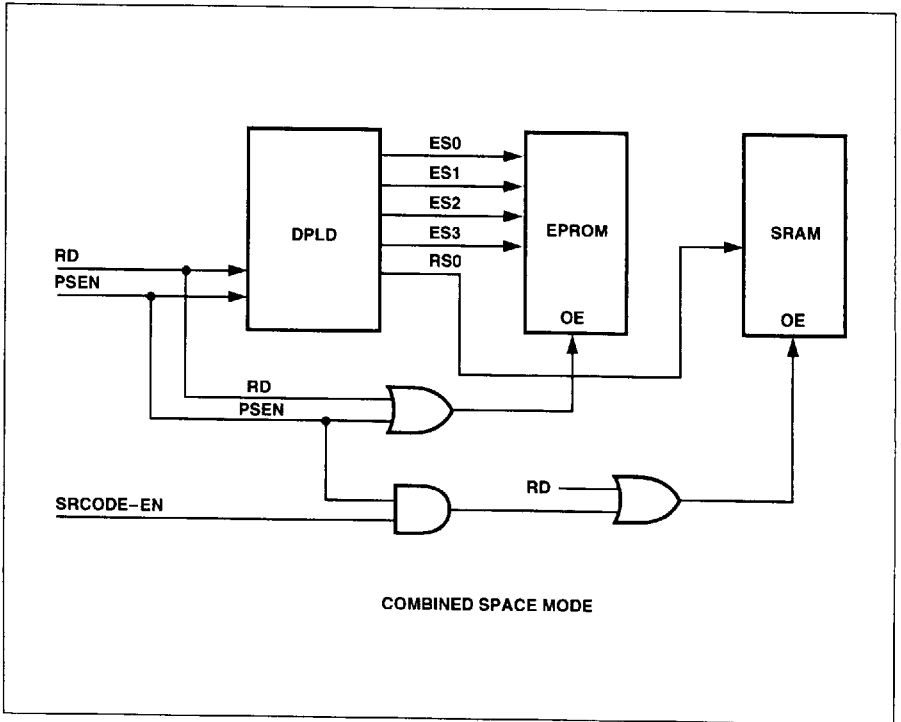 ES0
ES1
ES2
ES3
RS0
DPLD
EPROM
OE
SRAM
OE
RD
PSEN
RD
PSEN
RD
SRCODE-EN
COMBINED SPACE MODE